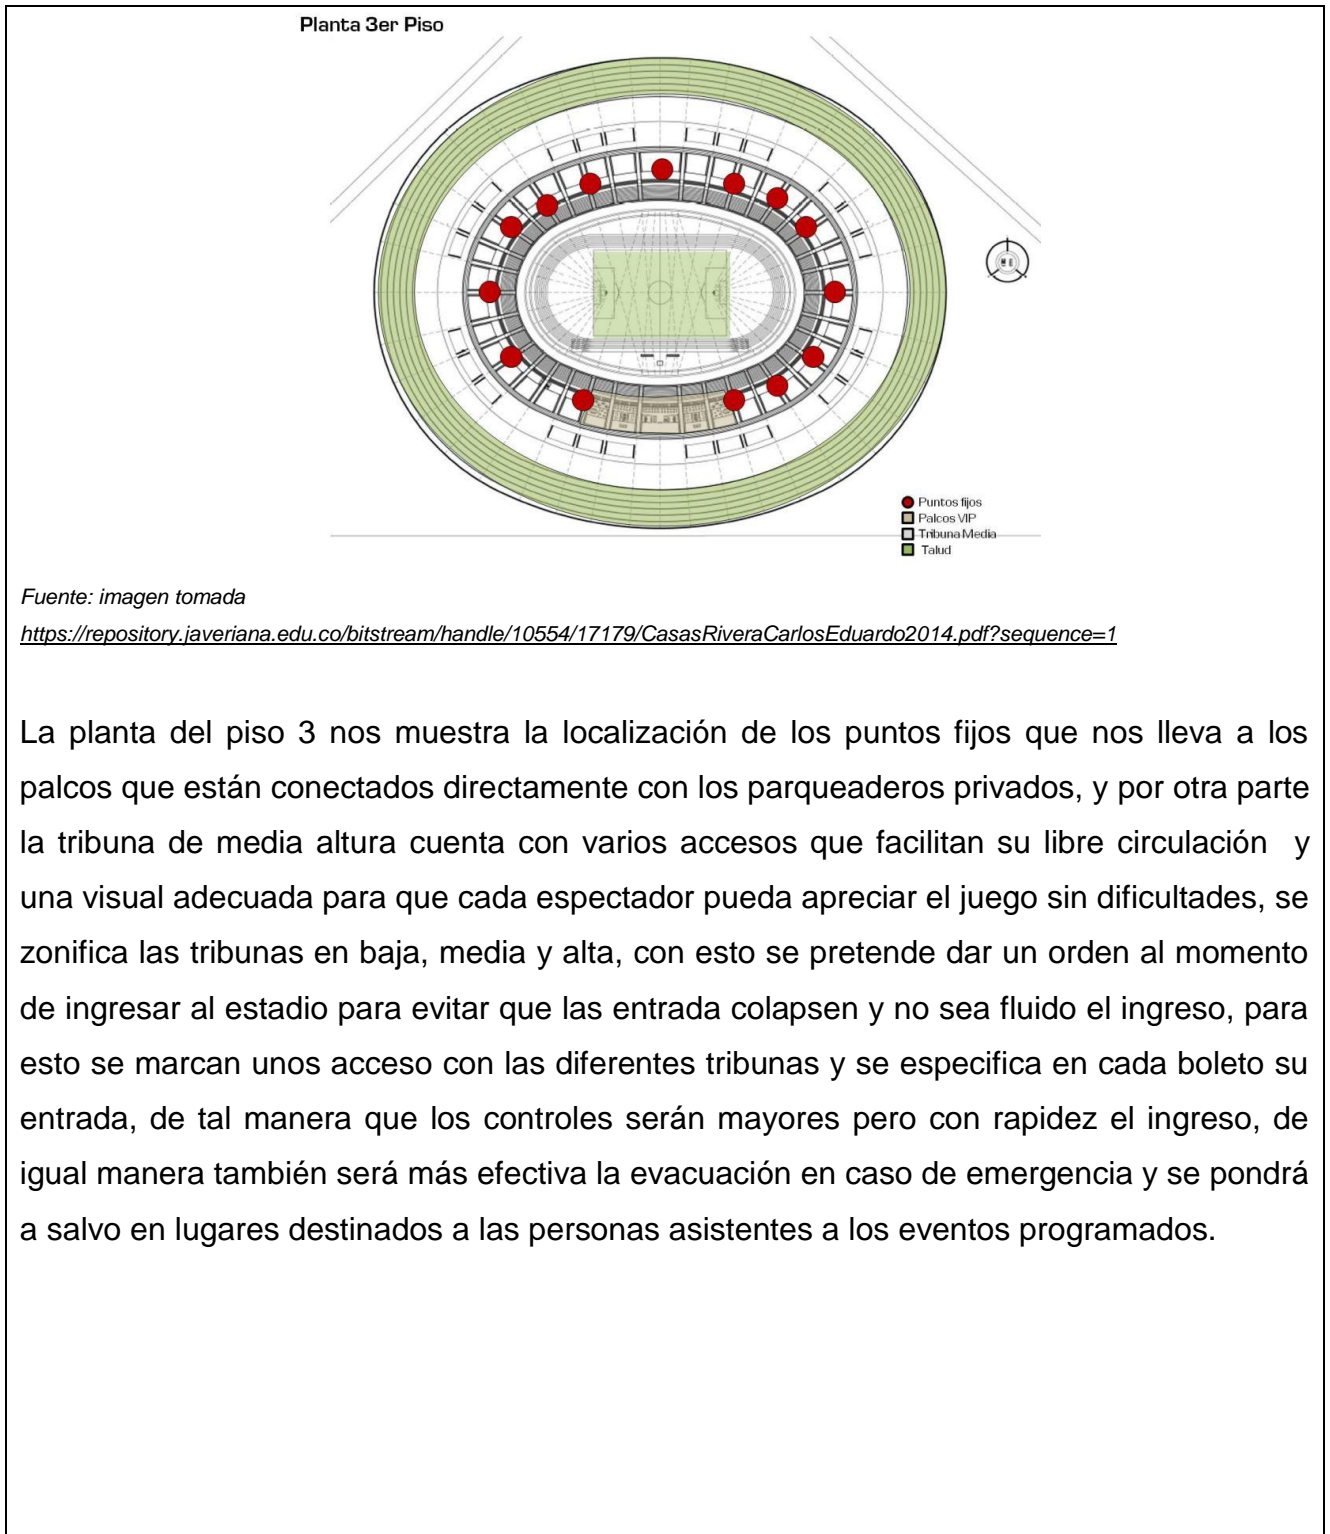 Planta 3er Piso
Puntos fijos
Palcos VIP
Tribuna Media
Talud
Fuente: imagen tomada
https://repository.javeriana.edu.co/bitstream/handle/10554/17179/CasasRiveraCarlosEduardo2014.pdf?sequence=1
La planta del piso 3 nos muestra la localización de los puntos fijos que nos lleva a los
palcos que están conectados directamente con los parqueaderos privados, y por otra parte
la tribuna de media altura cuenta con varios accesos que facilitan su libre circulación y
una visual adecuada para que cada espectador pueda apreciar el juego sin dificultades, se
zonifica las tribunas en baja, media y alta, con esto se pretende dar un orden al momento
de ingresar al estadio para evitar que las entrada colapsen y no sea fluido el ingreso, para
esto se marcan unos acceso con las diferentes tribunas y se especifica en cada boleto su
entrada, de tal manera que los controles serán mayores pero con rapidez el ingreso, de
igual manera también será más efectiva la evacuación en caso de emergencia y se pondrá
a salvo en lugares destinados a las personas asistentes a los eventos programados.